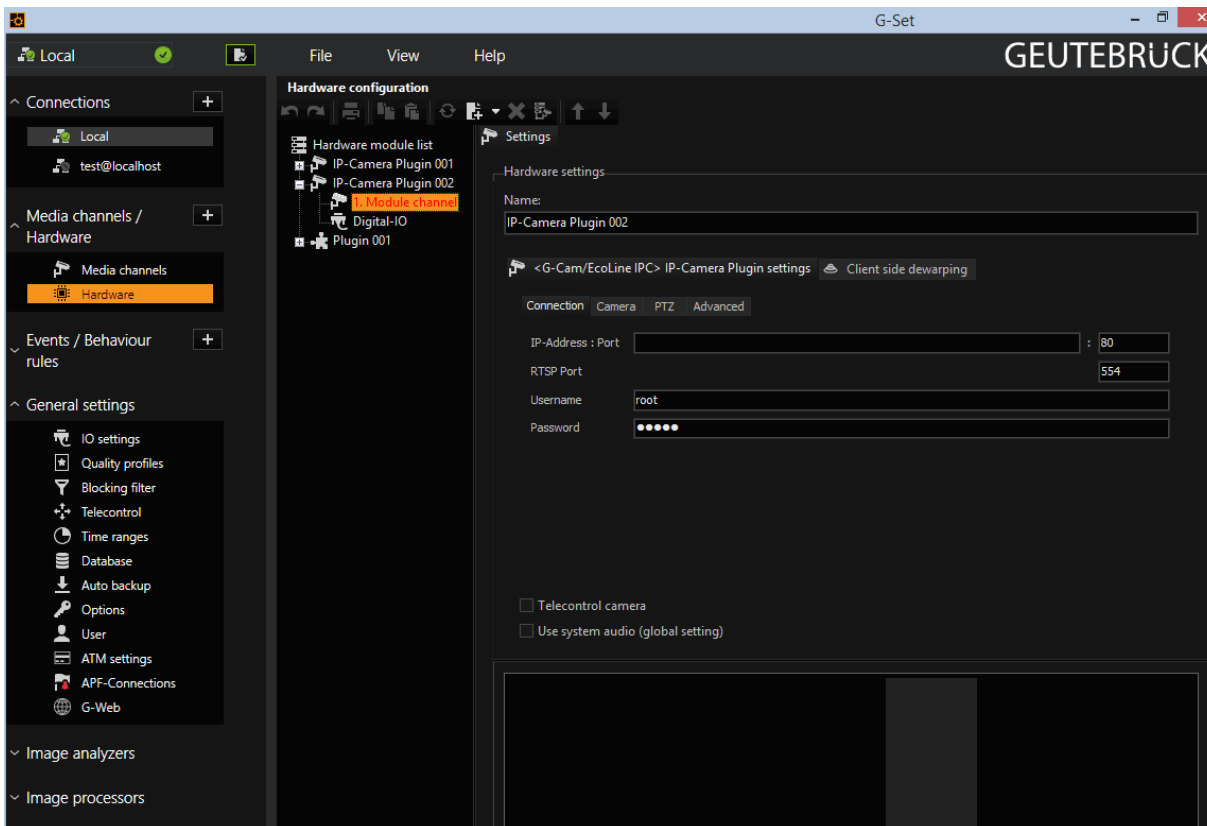 G-Set
Local
File View Help
GEUTEBRÜCK
Connections
Local
test@localhost
Media channels /
Hardware
Media channels
Hardware
Events / Behaviour
rules
General settings
IO settings
Quality profiles
Blocking filter
Telecontrol
Time ranges
Database
Auto backup
Options
User
ATM settings
APF-Connections
G-Web
Image analyzers
Image processors
Hardware configuration
Hardware module list
IP-Camera Plugin 001
IP-Camera Plugin 002
1. Module channel
Digital-IO
Plugin 001
Settings
Hardware settings
Name:
IP-Camera Plugin 002
<G-Cam/EcoLine IPC> IP-Camera Plugin settings Client side dewarping
Connection Camera PTZ Advanced
IP-Address : Port : 80
RTSP Port 554
Username root
Password ●●●●●
Telecontrol camera
Use system audio (global setting)